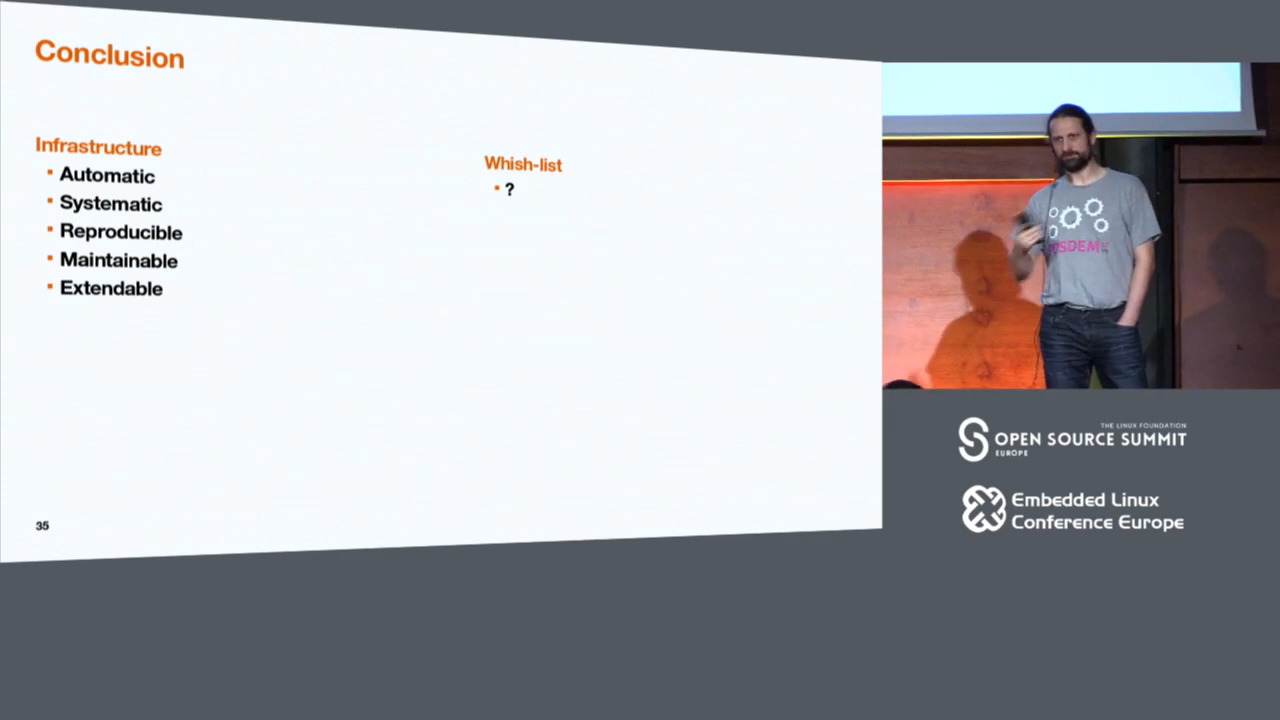 Conclusion
Infrastructure
Automatic
Systematic
Reproducible
Maintainable
Extendable
Whish-list
?
35
THE LINUX FOUNDATION
OPEN SOURCE SUMMIT
EUROPE
Embedded Linux
Conference Europe